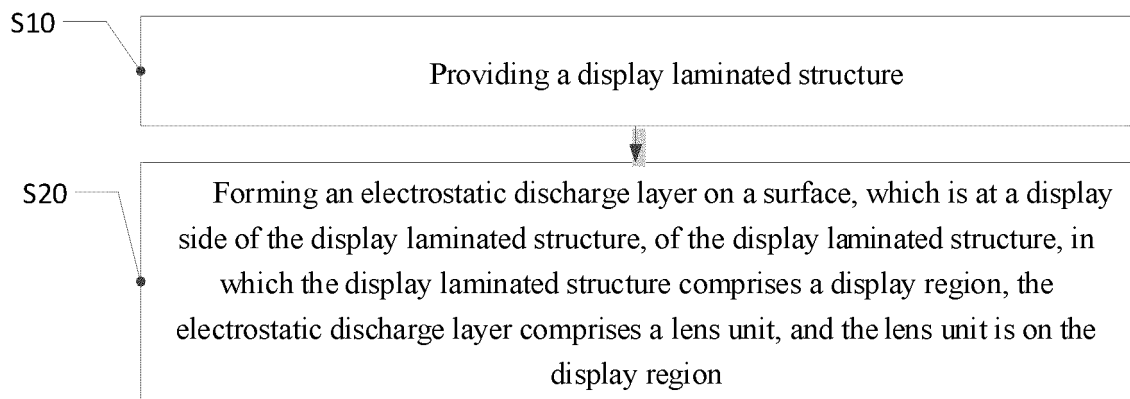 S10
Providing a display laminated structure
S20
Forming an electrostatic discharge layer on a surface, which is at a display
side of the display laminated structure, of the display laminated structure, in
which the display laminated structure comprises a display region, the
electrostatic discharge layer comprises a lens unit, and the lens unit is on the
display region